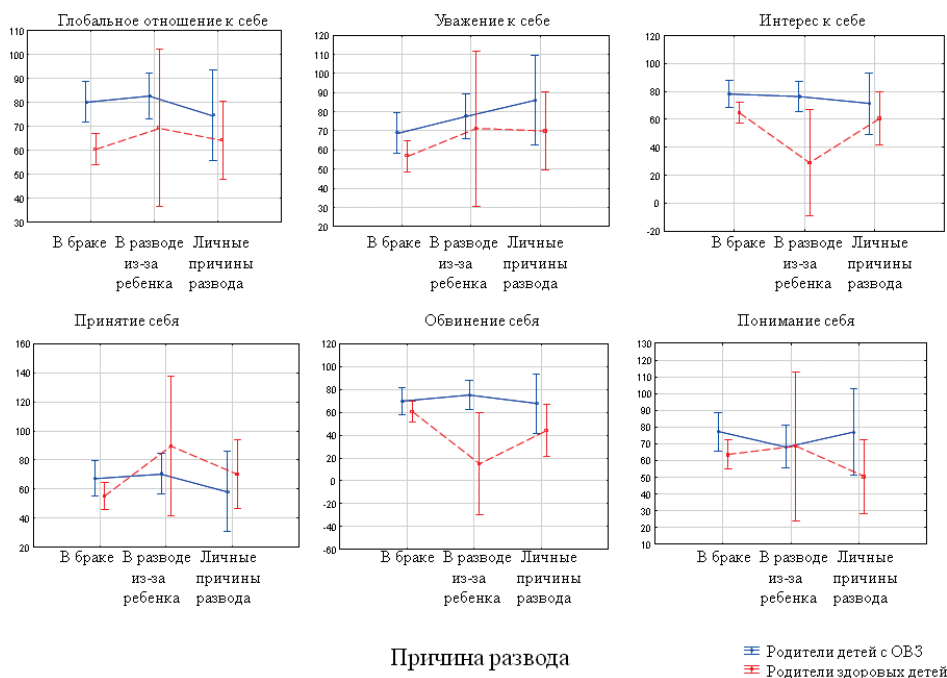 Глобальное отношение к себе
110
100
90
80
70
60
50
40
30
В браке В разводе Личные
из-за причины
ребенка развода
Уважение к себе
120
110
100
90
80
70
60
50
40
30
20
В браке В разводе Личные
из-за причины
ребенка развода
Интерес к себе
120
100
80
60
40
20
0
-20
В браке В разводе Личные
из-за причины
ребенка развода
Принятие себя
160
140
120
100
80
60
40
20
В браке В разводе Личные
из-за причины
ребенка развода
Обвинение себя
120
100
80
60
40
20
0
-20
-40
-60
В браке В разводе Личные
из-за причины
ребенка развода
Понимание себя
130
120
110
100
90
80
70
60
50
40
30
20
10
В браке В разводе Личные
из-за причины
ребенка развода
Причина развода
Родители детей с ОВЗ
Родители здоровых детей